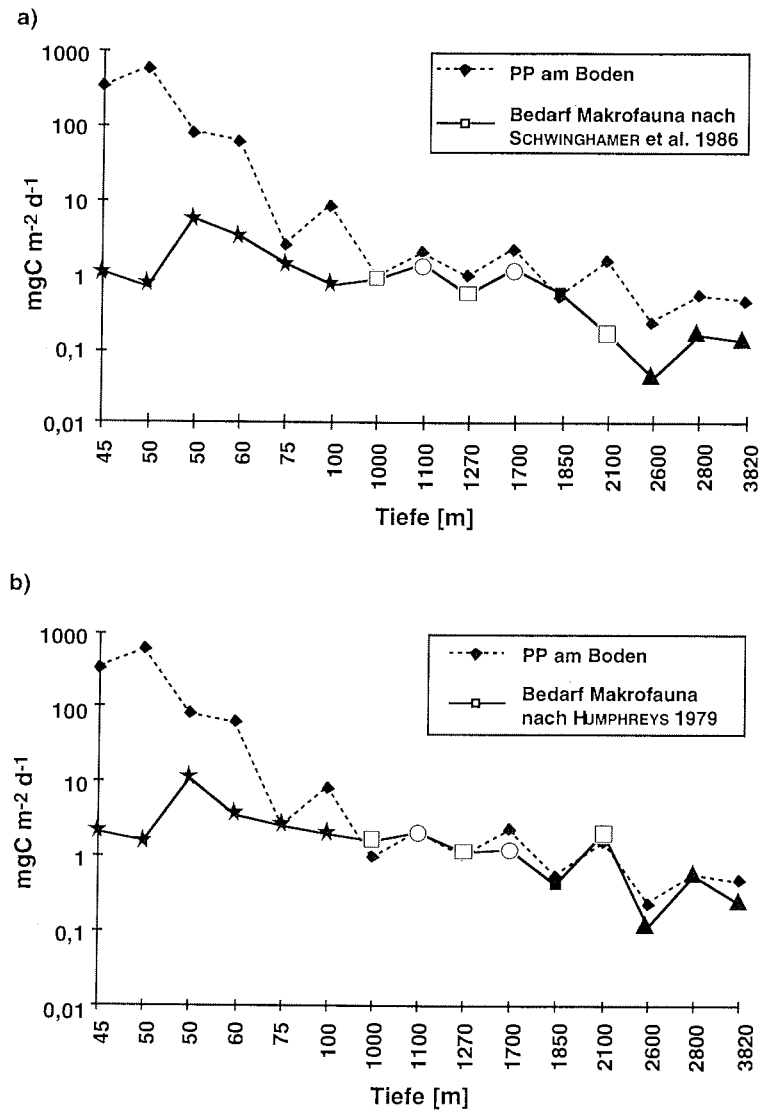 a)
1000
100
10
1
0,1
0,01
mgC m-2 d-1
PP am Boden
Bedarf Makrofauna nach
SCHWINGHAMER et al. 1986
45 50 50 60 75 100 1000 1100 1270 1700 1850 2100 2600 2800 3820
Tiefe [m]
b)
1000
100
10
1
0,1
0,01
mgC m-2 d-1
PP am Boden
Bedarf Makrofauna
nach HUMPHREYS 1979
45 50 50 60 75 100 1000 1100 1270 1700 1850 2100 2600 2800 3820
Tiefe [m]